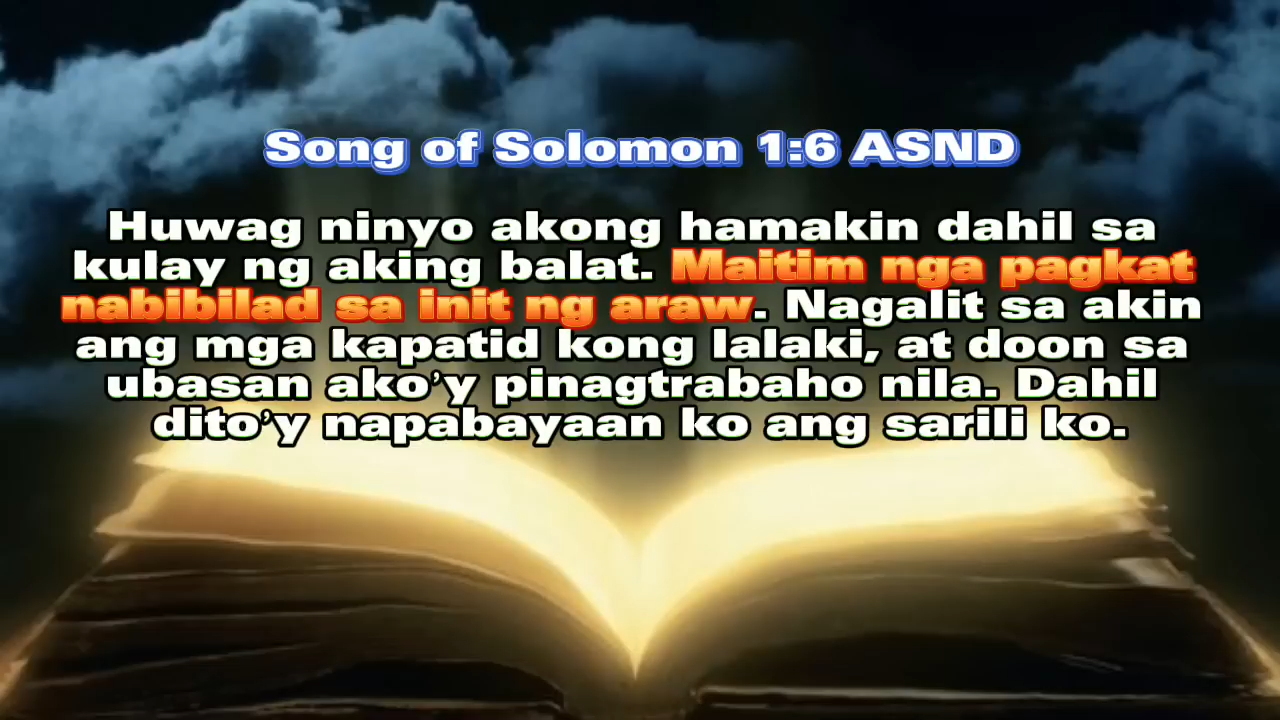 Song of Solomon 1:6 ASND
Huwag ninyo akong hamakin dahil sa
kulay ng aking balat. Maitim nga pagkat
nabibilad sa init ng araw. Nagalit sa akin
ang mga kapatid kong lalaki, at doon sa
ubasan ako’y pinagtrabaho nila. Dahil
dito’y napabayaan ko ang sarili ko.